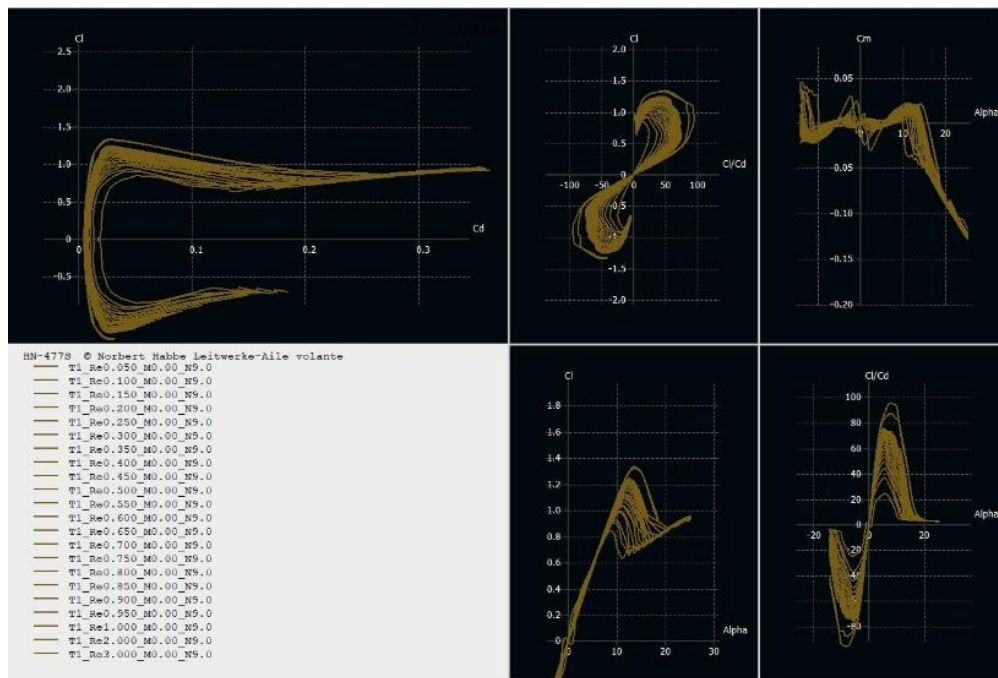 Cl
2.5
2.0
1.5
1.0
0.5
0
-0.5
0
0.1
0.2
0.3
Cd
Cl
2.0
1.5
1.0
0.5
-0.5
-1.0
-1.5
-2.0
-100
-50
0
50
100
Cl/Cd
Cm
0.05
-0.05
-0.10
-0.15
-0.20
0
10
20
Alpha
HN-477S © Norbert Habbe Leitwerke-Aile volante
T1_Re0.050_M0.00_N9.0
T1_Re0.100_M0.00_N9.0
T1_Re0.150_M0.00_N9.0
T1_Re0.200_M0.00_N9.0
T1_Re0.250_M0.00_N9.0
T1_Re0.300_M0.00_N9.0
T1_Re0.350_M0.00_N9.0
T1_Re0.400_M0.00_N9.0
T1_Re0.450_M0.00_N9.0
T1_Re0.500_M0.00_N9.0
T1_Re0.550_M0.00_N9.0
T1_Re0.600_M0.00_N9.0
T1_Re0.650_M0.00_N9.0
T1_Re0.700_M0.00_N9.0
T1_Re0.750_M0.00_N9.0
T1_Re0.800_M0.00_N9.0
T1_Re0.850_M0.00_N9.0
T1_Re0.900_M0.00_N9.0
T1_Re0.950_M0.00_N9.0
T1_Re1.000_M0.00_N9.0
T1_Re2.000_M0.00_N9.0
T1_Re3.000_M0.00_N9.0
Cl
1.8
1.6
1.4
1.2
1.0
0.8
0.6
0.4
0.2
-0
0
10
20
30
Alpha
Cl/Cd
100
80
60
40
20
0
-20
-40
-60
-80
-20
20
Alpha